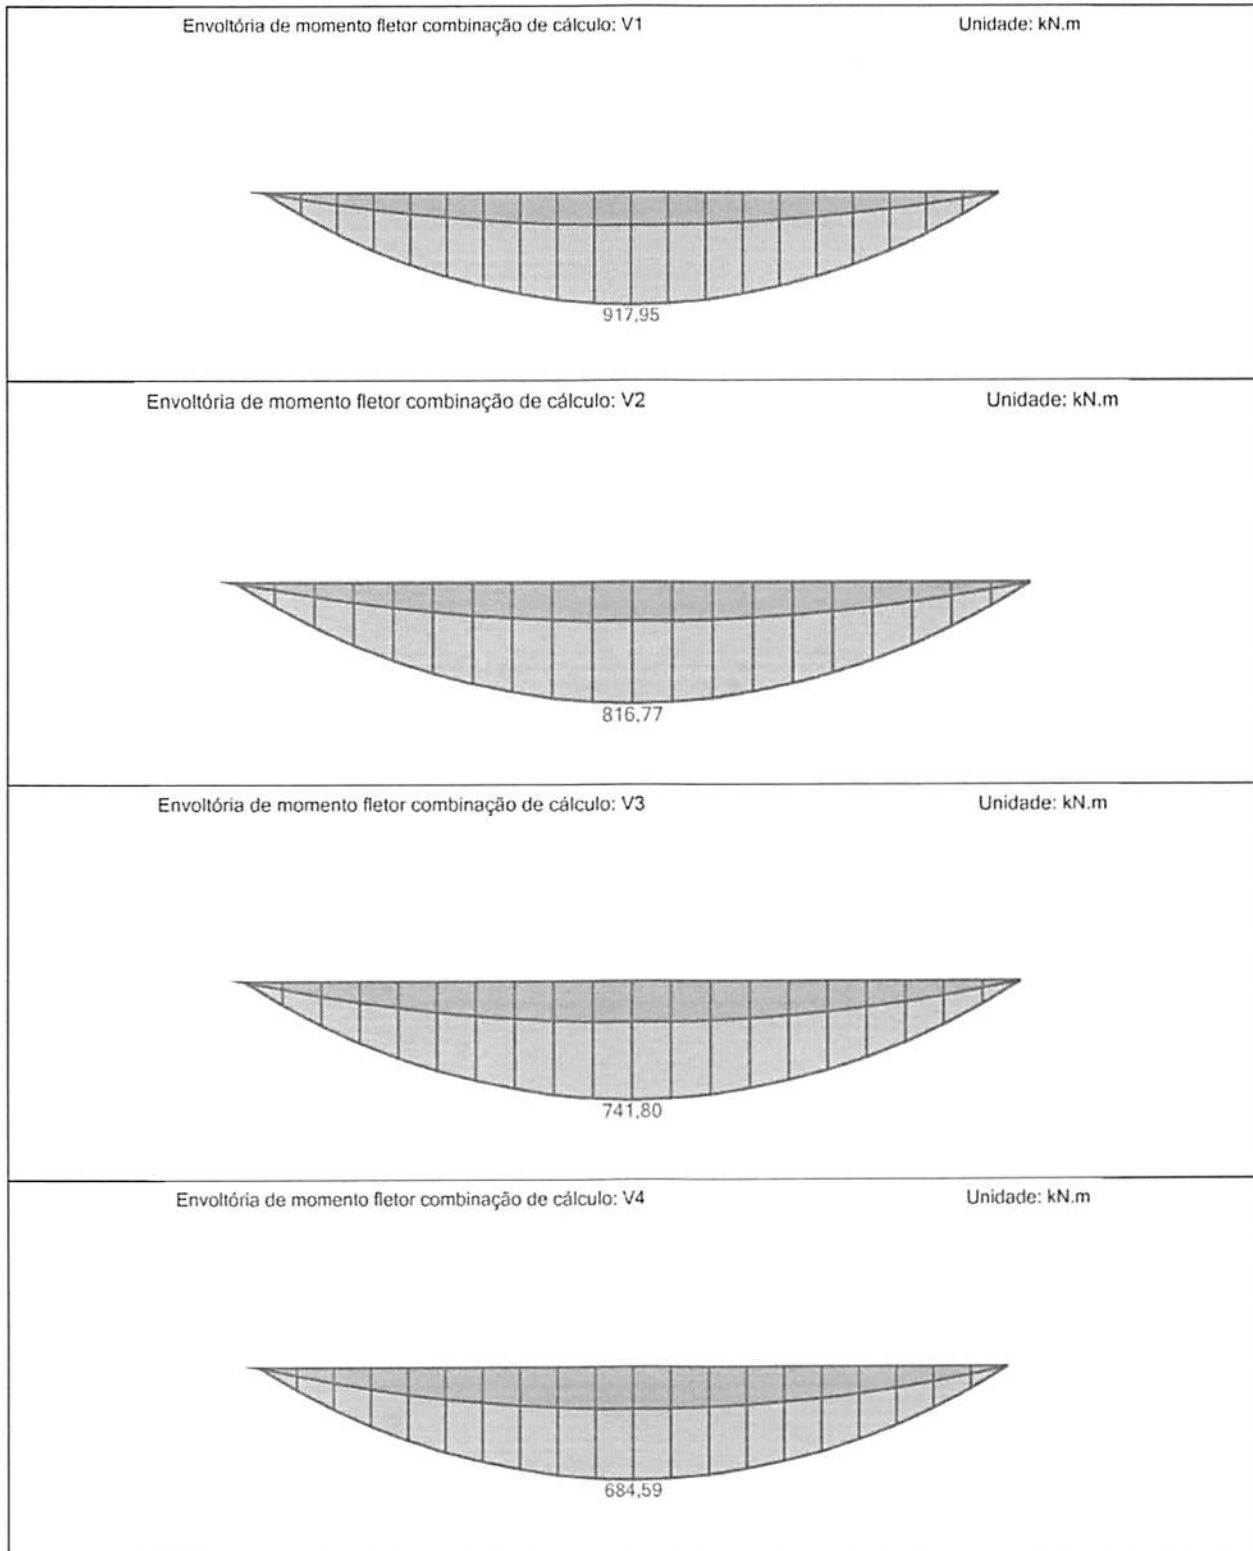 Envoltória de momento fletor combinação de cálculo: V1 Unidade: kN.m
917,95
Envoltória de momento fletor combinação de cálculo: V2 Unidade: kN.m
816,77
Envoltória de momento fletor combinação de cálculo: V3 Unidade: kN.m
741,80
Envoltória de momento fletor combinação de cálculo: V4 Unidade: kN.m
684,59